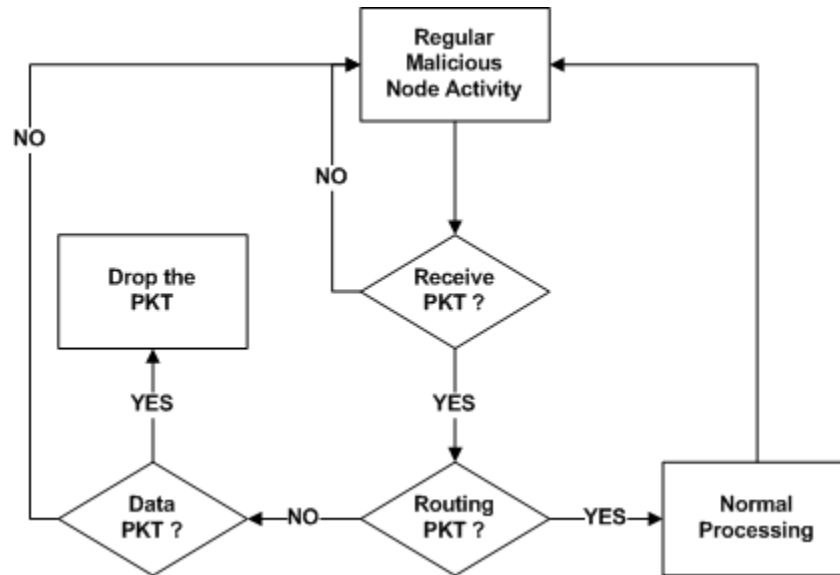 Regular
Malicious
Node Activity
NO
NO
Drop the
PKT
Receive
PKT ?
YES
YES
Data
PKT ?
NO
Routing
PKT ?
YES
Normal
Processing